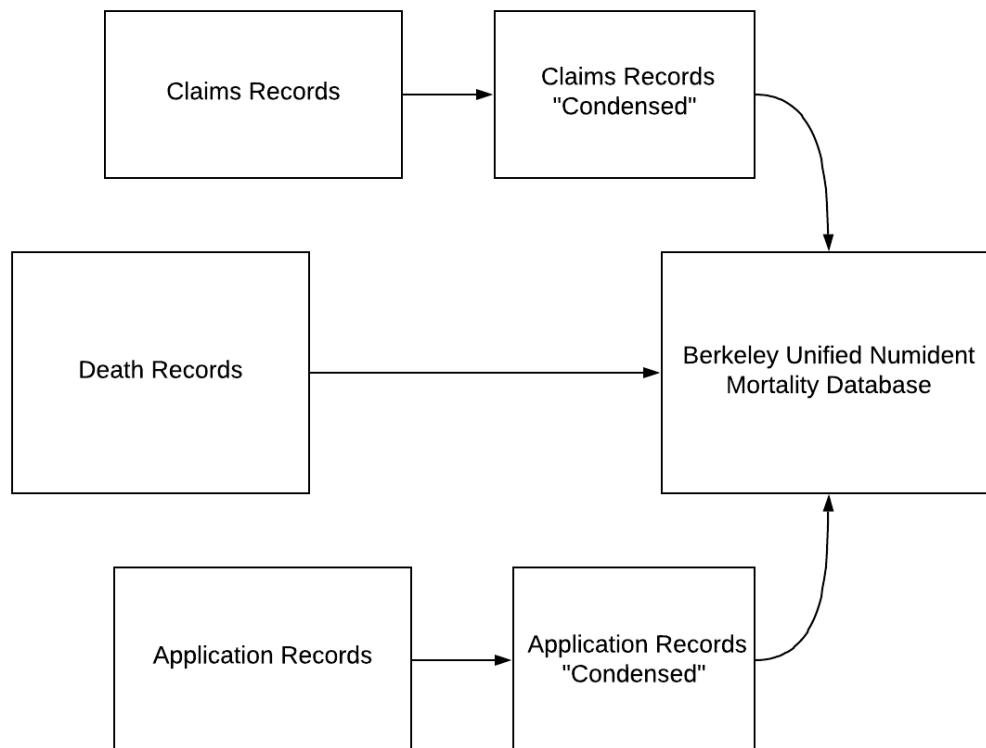 Claims Records
Claims Records
"Condensed"
Death Records
Berkeley Unified Numident
Mortality Database
Application Records
Application Records
"Condensed"